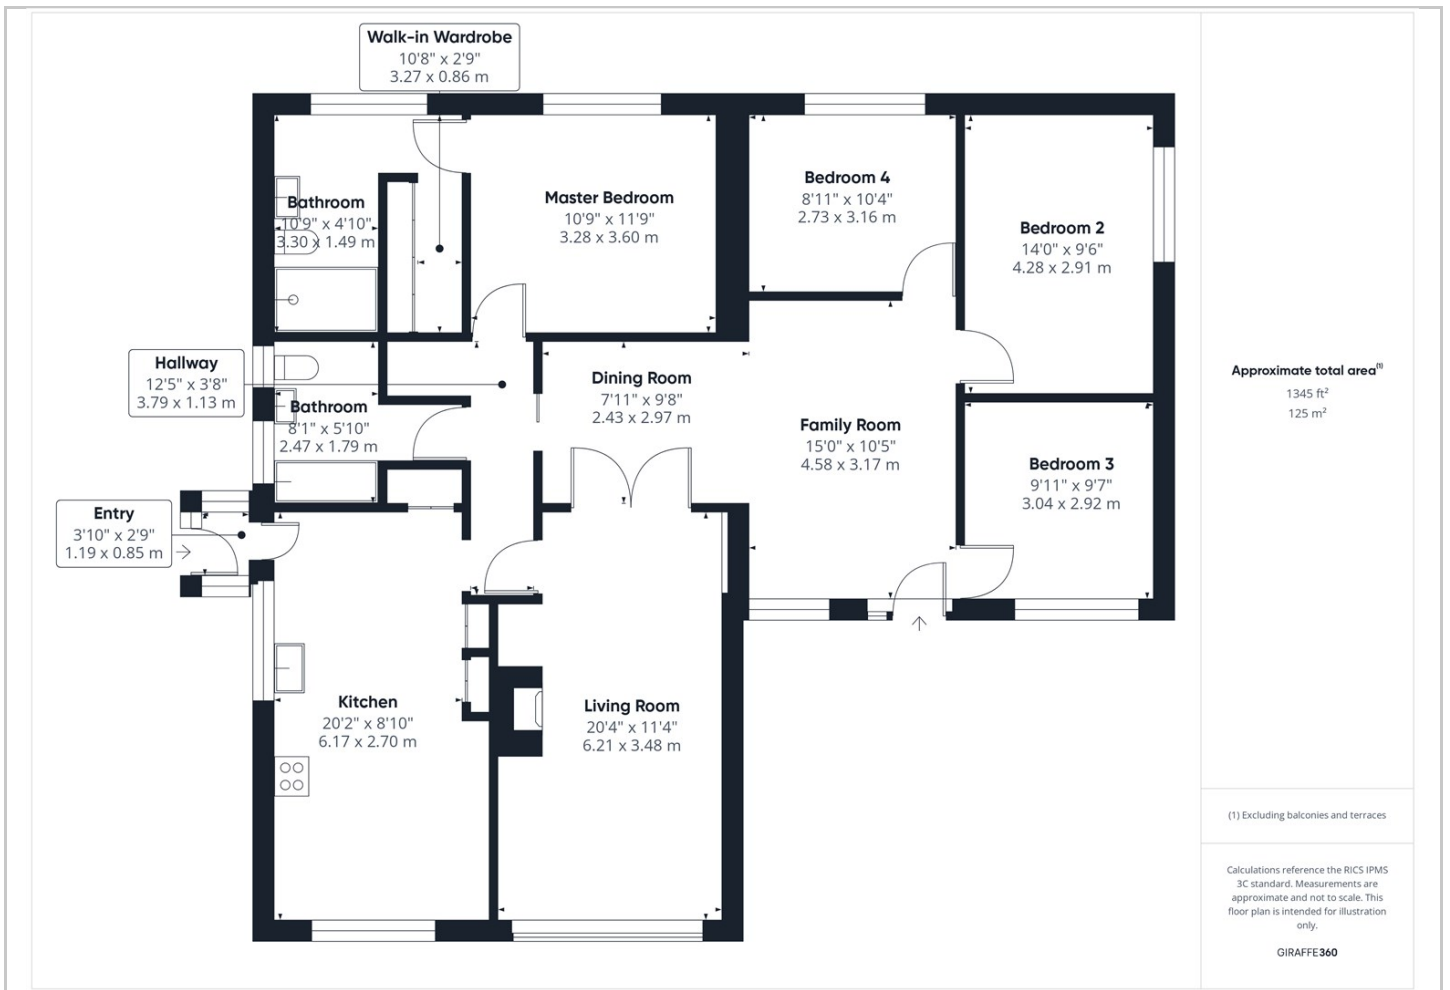 Walk-in Wardrobe
10'8" x 2'9"
3.27 x 0.86 m
Bathroom
10'9" x 4'10"
3.30 x 1.49 m
Master Bedroom
10'9" x 11'9"
3.28 x 3.60 m
Bedroom 4
8'11" x 10'4"
2.73 x 3.16 m
Bedroom 2
14'0" x 9'6"
4.28 x 2.91 m
Hallway
12'5" x 3'8"
3.79 x 1.13 m
Bathroom
8'1" x 5'10"
2.47 x 1.79 m
Dining Room
7'11" x 9'8"
2.43 x 2.97 m
Family Room
15'0" x 10'5"
4.58 x 3.17 m
Bedroom 3
9'11" x 9'7"
3.04 x 2.92 m
Entry
3'10" x 2'9"
1.19 x 0.85 m
Kitchen
20'2" x 8'10"
6.17 x 2.70 m
Living Room
20'4" x 11'4"
6.21 x 3.48 m
Approximate total area(1)
1345 ft²
125 m²
(1) Excluding balconies and terraces
Calculations reference the RICS IPMS
3C standard. Measurements are
approximate and not to scale. This
floor plan is intended for illustration
only.
GIRAFFE360